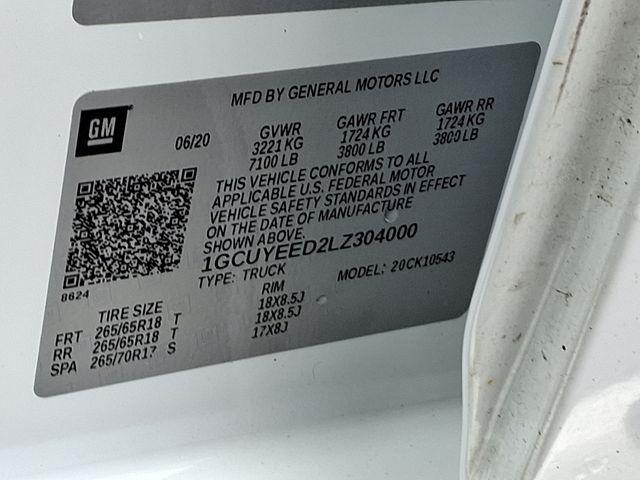 MFD BY GENERAL MOTORS LLC
GM
06/20
GVWR GAWR FRT GAWR RR
3221 KG 1724 KG 1724 KG
7100 LB 3800 LB 3800 LB
THIS VEHICLE CONFORMS TO ALL
APPLICABLE U.S. FEDERAL MOTOR
VEHICLE SAFETY STANDARDS IN EFFECT
ON THE DATE OF MANUFACTURE
SHOWN ABOVE.
1GCUYEED2LZ304000
TYPE: TRUCK MODEL: 20CK10543
8624
TIRE SIZE RIM
FRT 265/65R18 T 18X8.5J
RR 265/65R18 T 18X8.5J
SPA 265/70R17 S 17X8J